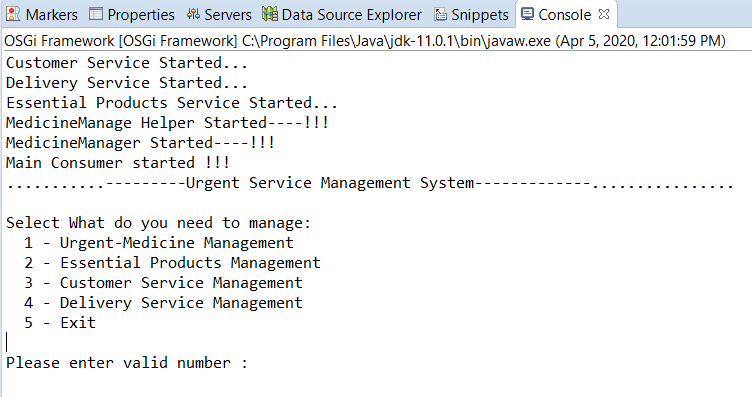 Markers Properties Servers Data Source Explorer Snippets Console
OSGi Framework [OSGi Framework] C:\Program Files\Java\jdk-11.0.1\bin\javaw.exe (Apr 5, 2020, 12:01:59 PM)
Customer Service Started...
Delivery Service Started...
Essential Products Service Started...
MedicineManage Helper Started----!!!
MedicineManager Started----!!!
Main Consumer started !!!
...........---------Urgent Service Management System-------------................
Select What do you need to manage:
1 - Urgent-Medicine Management
2 - Essential Products Management
3 - Customer Service Management
4 - Delivery Service Management
5 - Exit
Please enter valid number :